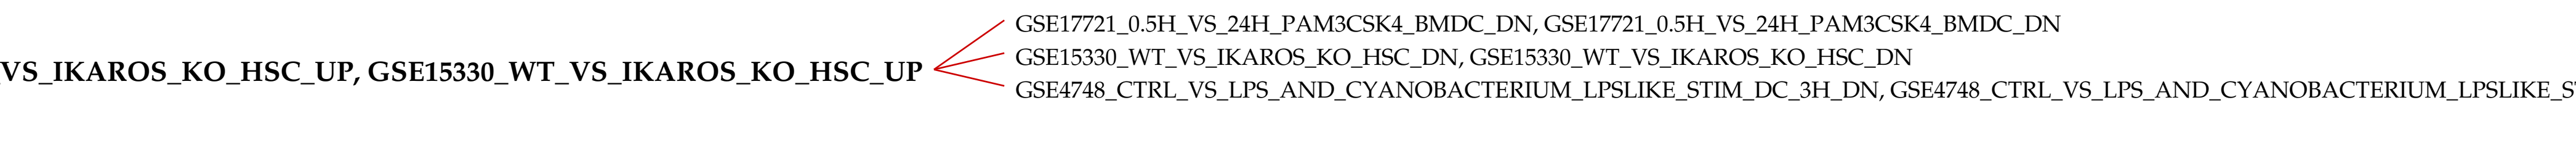 GSE17721_0.5H_VS_24H_PAM3CSK4_BMDC_DN, GSE17721_0.5H_VS_24H_PAM3CSK4_BMDC_DN
GSE15330_WT_VS_IKAROS_KO_HSC_DN, GSE15330_WT_VS_IKAROS_KO_HSC_DN
VS_IKAROS_KO_HSC_UP, GSE15330_WT_VS_IKAROS_KO_HSC_UP
GSE4748_CTRL_VS_LPS_AND_CYANOBACTERIUM_LPSLIKE_STIM_DC_3H_DN, GSE4748_CTRL_VS_LPS_AND_CYANOBACTERIUM_LPSLIKE_S